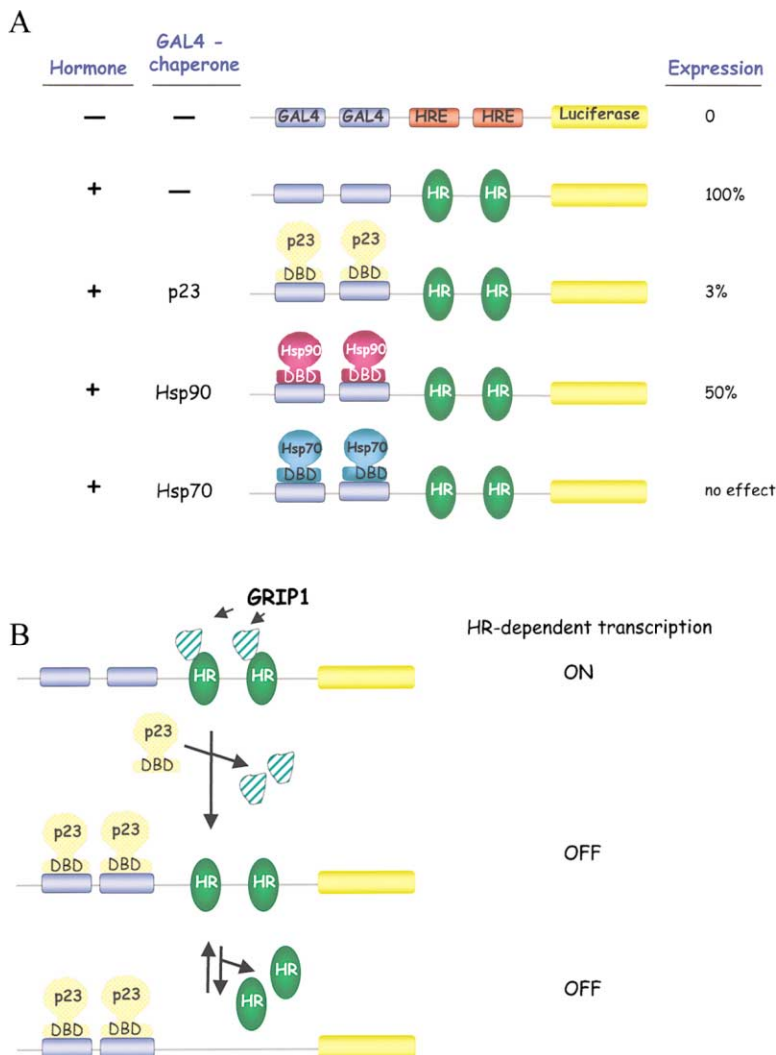 A
Hormone
GAL4 -
chaperone
Expression
—
—
GAL4 GAL4 HRE HRE Luciferase
0
+
—
HR HR
100%
p23 p23
DBD DBD
+
p23
HR HR
3%
Hsp90 Hsp90
DBD DBD
+
Hsp90
HR HR
50%
Hsp70 Hsp70
DBD DBD
+
Hsp70
HR HR
no effect
B
GRIP1
HR-dependent transcription
HR HR
ON
p23
DBD
p23 p23
DBD DBD
HR HR
OFF
HR
HR
p23 p23
DBD DBD
OFF